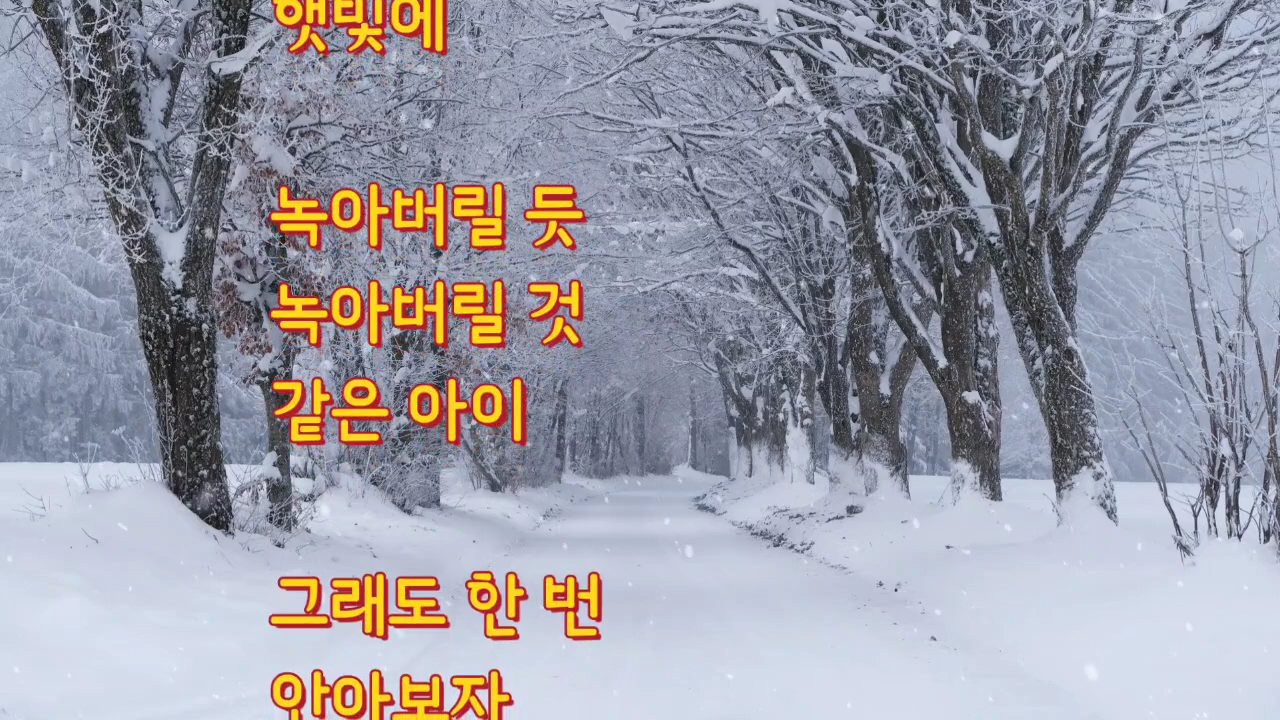 햇빛에
녹아버릴 듯
녹아버릴 것
같은 아이
그래도 한 번
안아보자